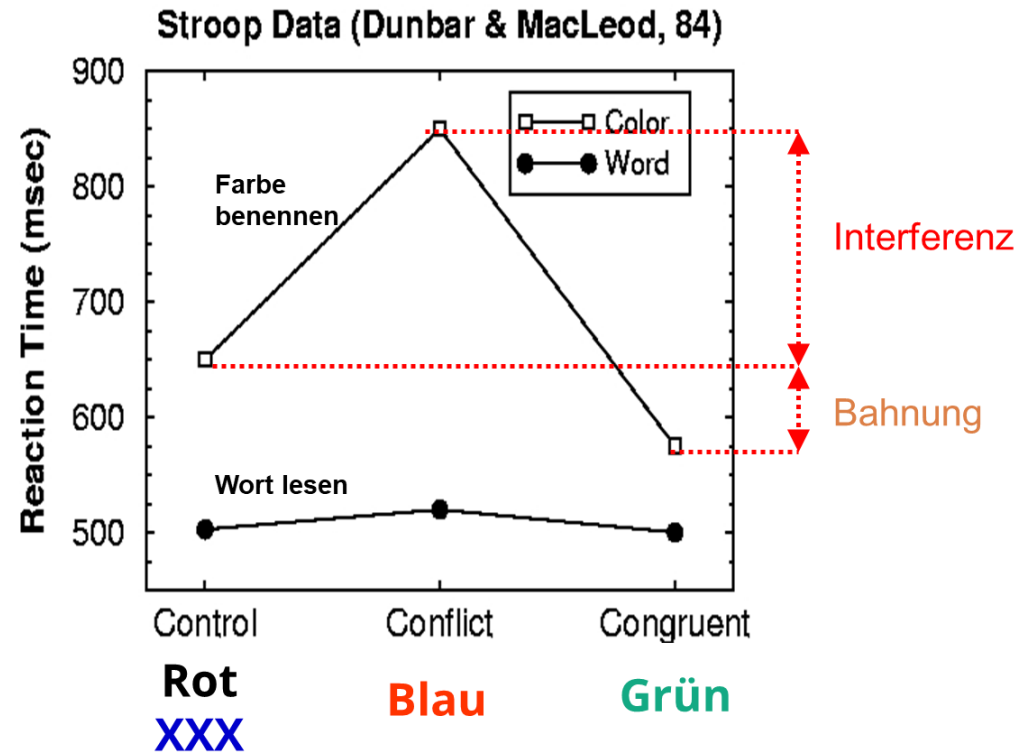 Stroop Data (Dunbar & MacLeod, 84)
Reaction Time (msec)
900
800
700
600
500
Color
Word
Farbe
benennen
Wort lesen
Interferenz
Bahnung
Control
Conflict
Congruent
Rot
XXX
Blau
Grün